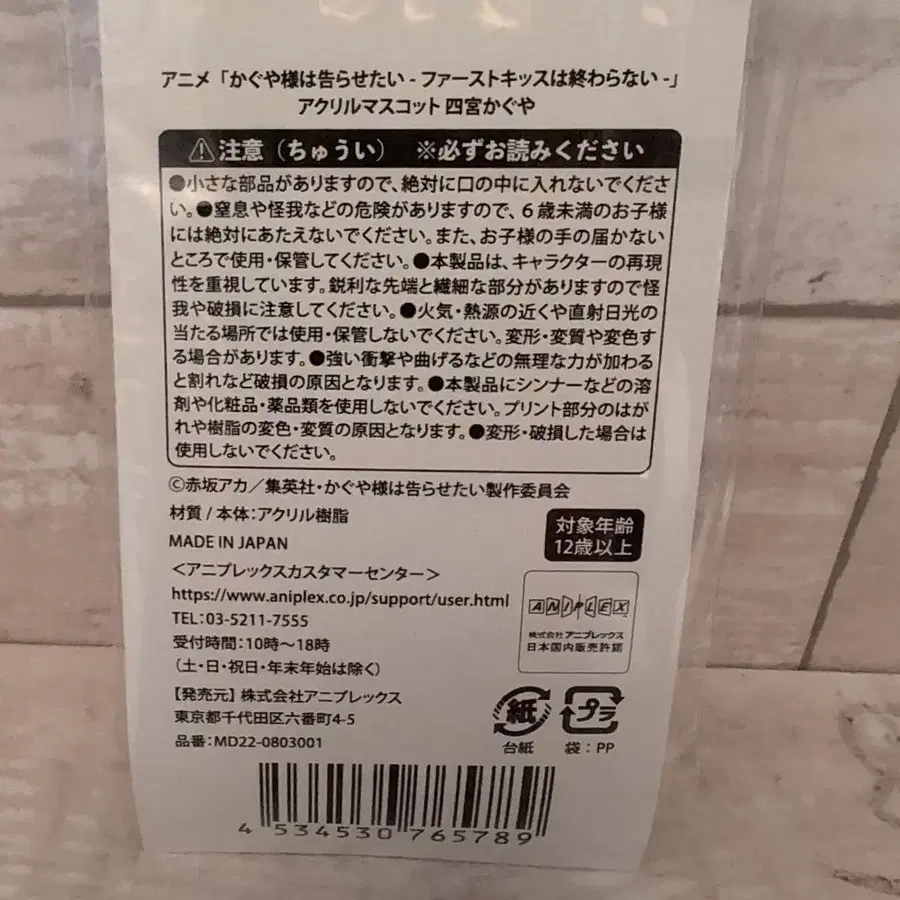 アニメ「かぐや様は告らせたい - ファーストキッスは終わらない -」
アクリルマスコット 四宮かぐや
⚠注意（ちゅうい） ※必ずお読みください
●小さな部品がありますので、絶対に口の中に入れないでくださ
い。●窒息や怪我などの危険がありますので、6歳未満のお子様
には絶対にあたえないでください。また、お子様の手の届かない
ところで使用・保管してください。●本製品は、キャラクターの再現
性を重視しています。鋭利な先端と繊細な部分がありますので怪
我や破損に注意してください。●火気・熱源の近くや直射日光の
当たる場所では使用・保管しないでください。変形・変質や変色す
る場合があります。●強い衝撃や曲げるなどの無理な力が加わる
と割れなど破損の原因となります。●本製品にシンナーなどの溶
剤や化粧品・薬品類を使用しないでください。プリント部分のはが
れや樹脂の変色・変質の原因となります。●変形・破損した場合は
使用しないでください。
©赤坂アカ／集英社・かぐや様は告らせたい製作委員会
材質 / 本体：アクリル樹脂
MADE IN JAPAN
対象年齢
12歳以上
＜アニプレックスカスタマーセンター＞
https://www.aniplex.co.jp/support/user.html
TEL：03-5211-7555
受付時間：10時～18時
（土・日・祝日・年末年始は除く）
ANIPLEX
株式会社 アニプレックス
日本国内販売許諾
【発売元】株式会社アニプレックス
東京都千代田区六番町4-5
品番：MD22-0803001
紙
台紙
プラ
袋：PP
4 534530 765789